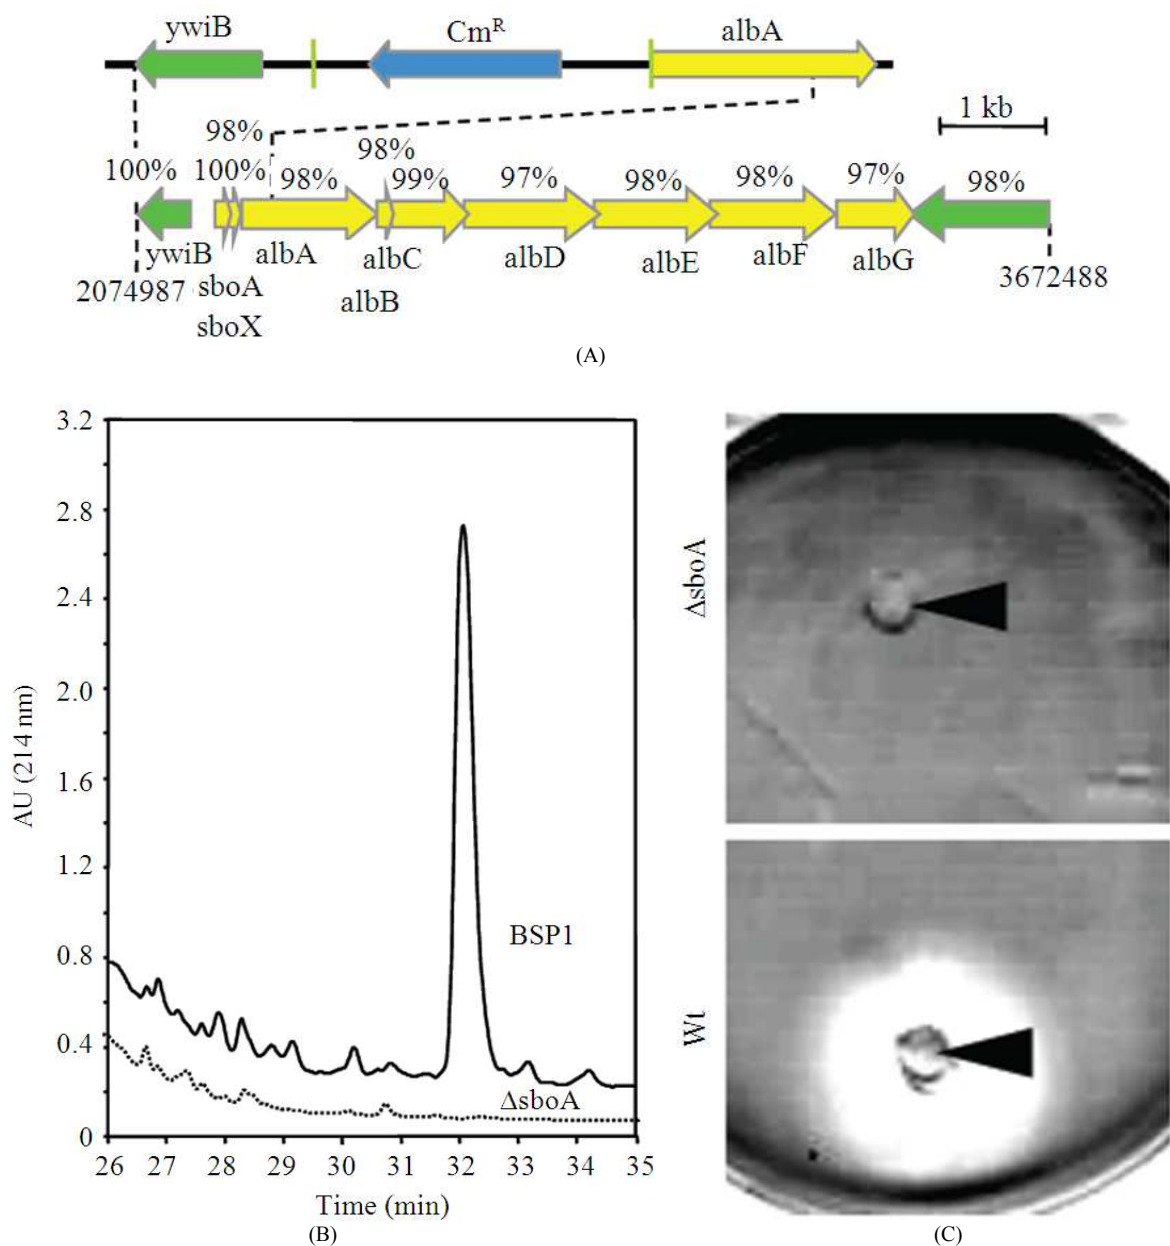 ywiB Cm^R albA
1 kb
98% 98%
100% 100% 98% 99% 97% 98% 98% 97% 98%
ywiB albA albC albD albE albF albG
2074987 sboA albB 3672488
sboX
(A)
3.2
2.8
2.4
2.0
1.6
1.2
0.8
0.4
0
AU (214 nm)
BSP1
ΔsboA
26 27 28 29 30 31 32 33 34 35
Time (min)
(B)
ΔsboA
Wt
(C)